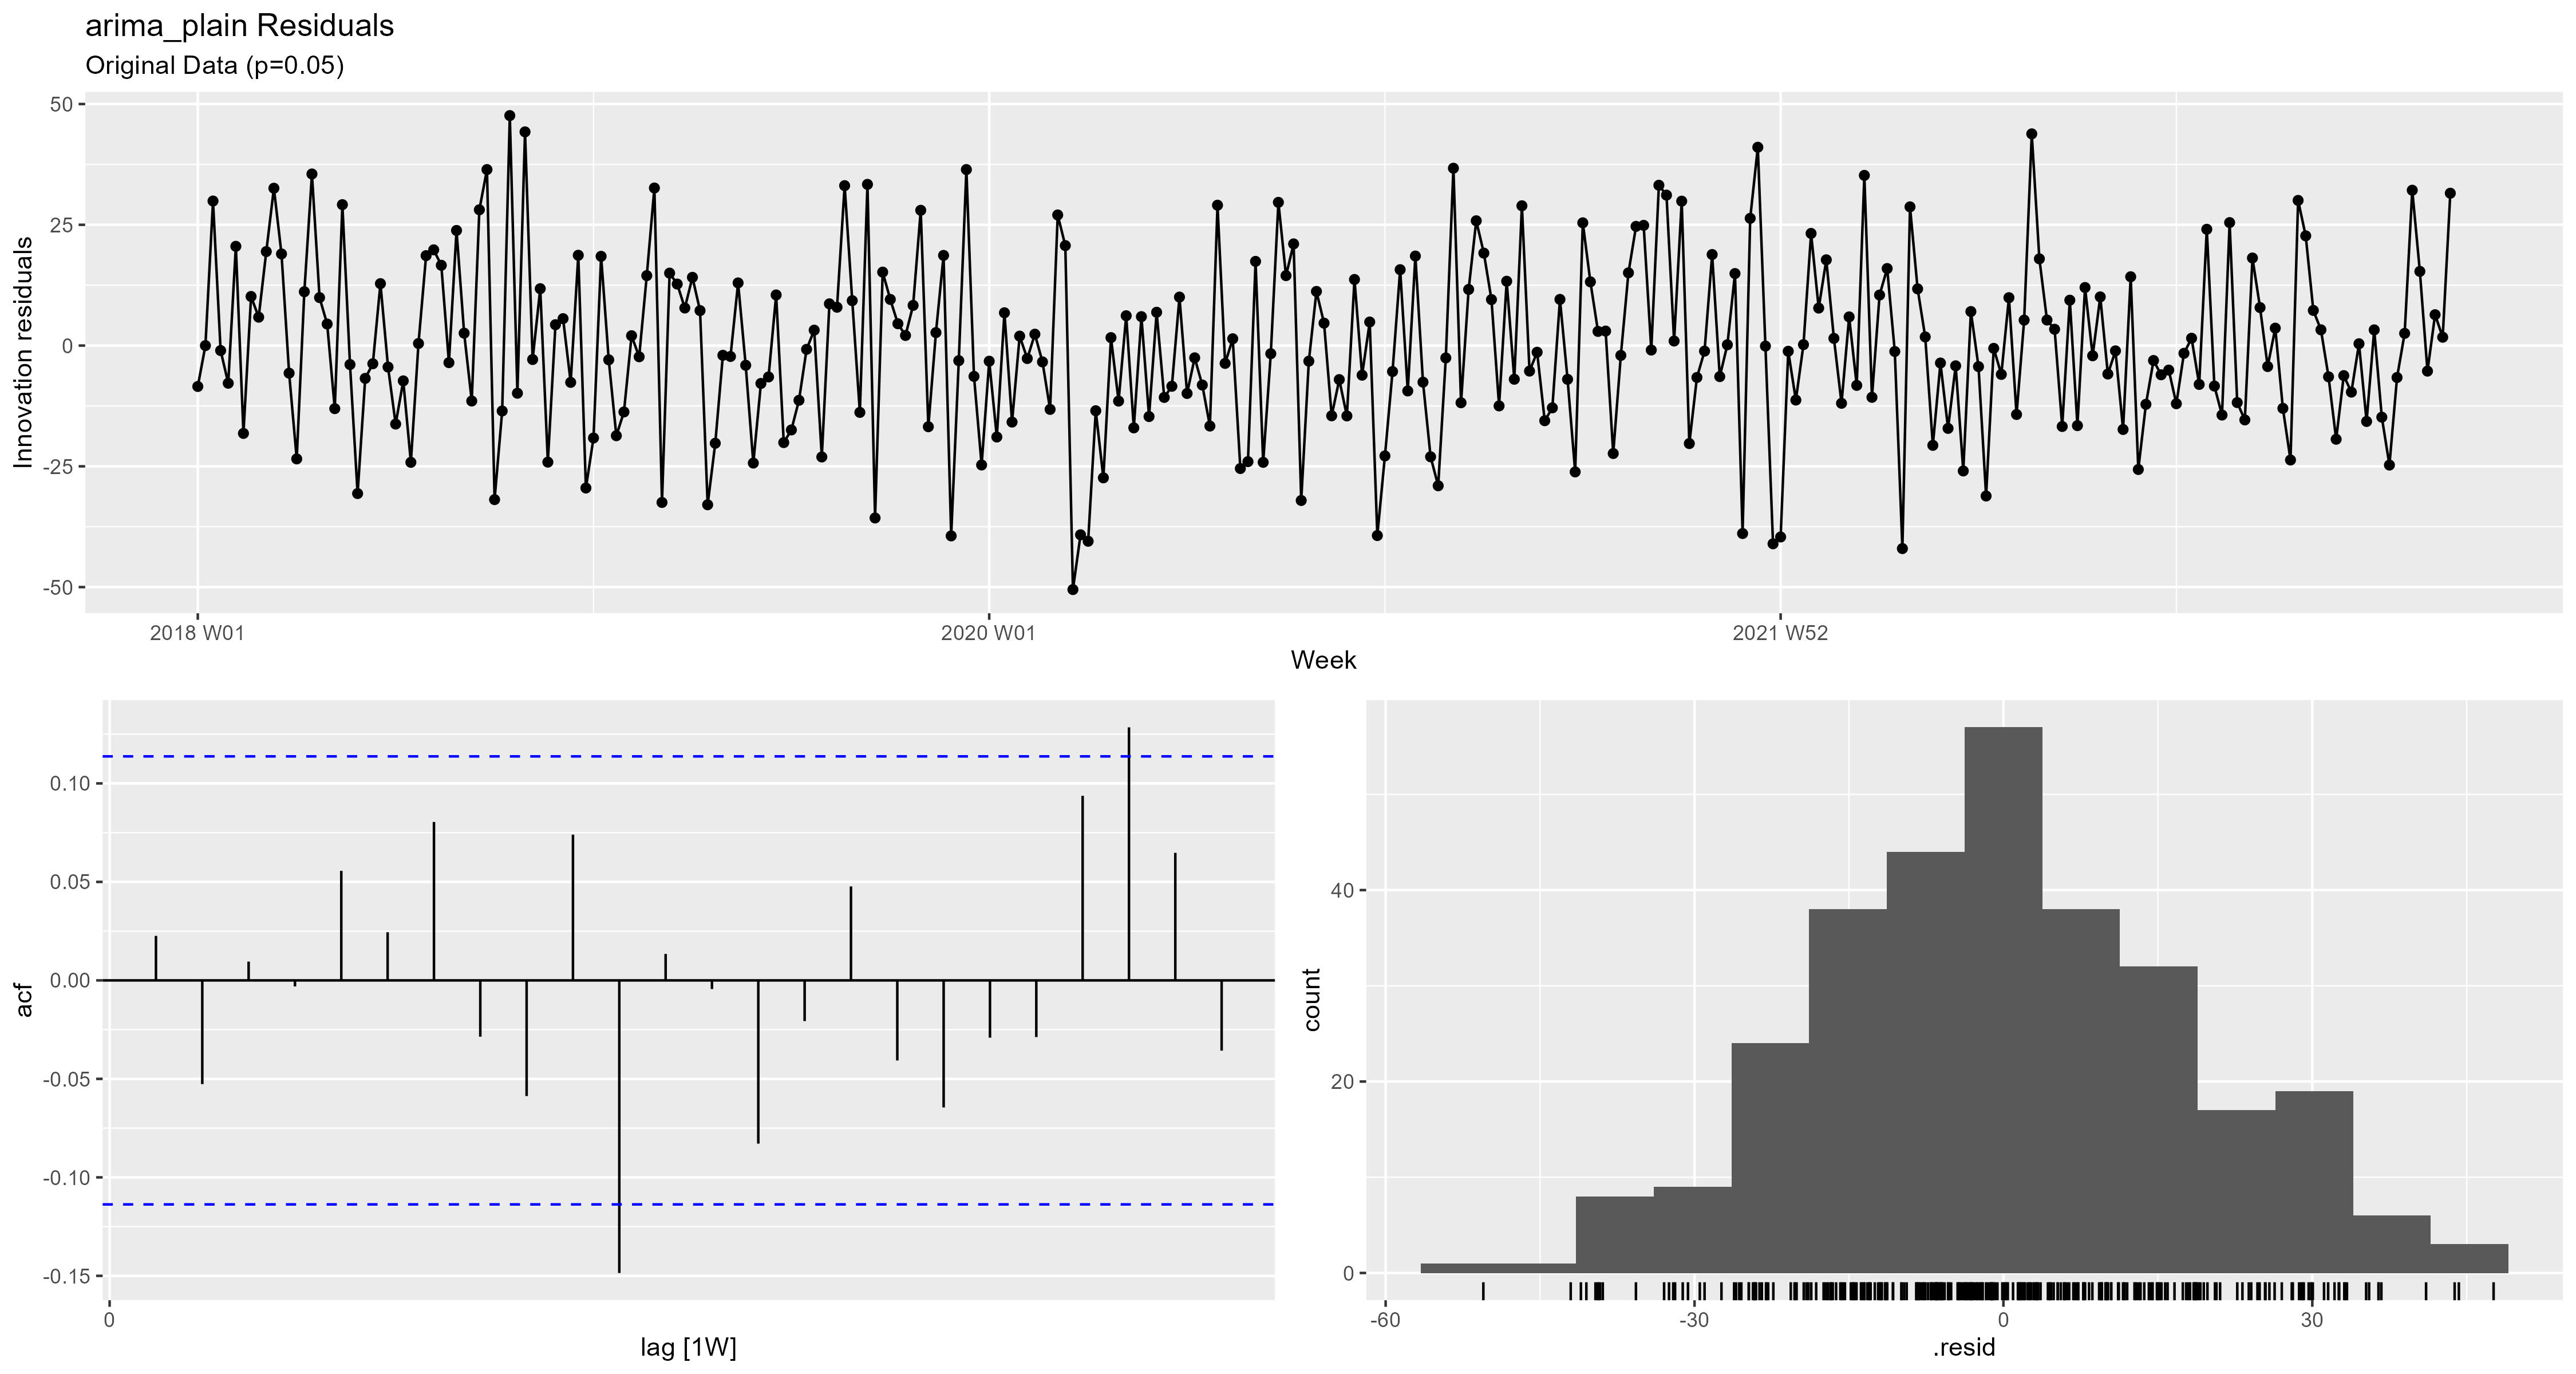 arima_plain Residuals
Original Data (p=0.05)
50
25
0
-25
-50
Innovation residuals
2018 W01
2020 W01
2021 W52
Week
0.10
0.05
0.00
-0.05
-0.10
-0.15
acf
0
lag [1W]
40
20
0
count
-60
-30
0
30
.resid